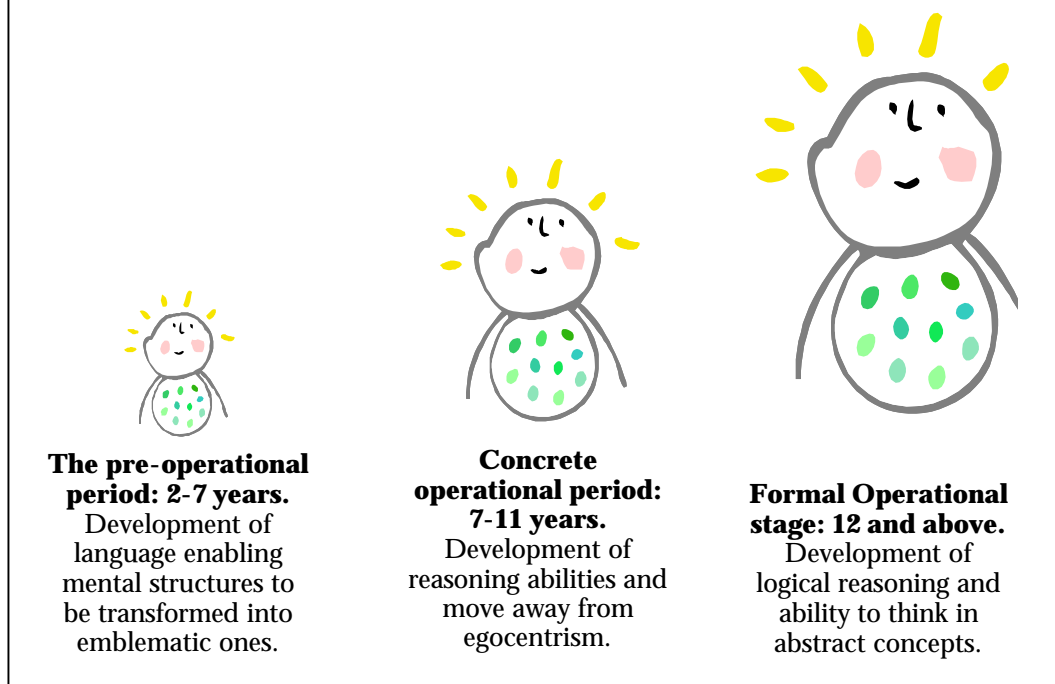 The pre-operational
period: 2-7 years.
Development of
language enabling
mental structures to
be transformed into
emblematic ones.
Concrete
operational period:
7-11 years.
Development of
reasoning abilities and
move away from
egocentrism.
Formal Operational
stage: 12 and above.
Development of
logical reasoning and
ability to think in
abstract concepts.